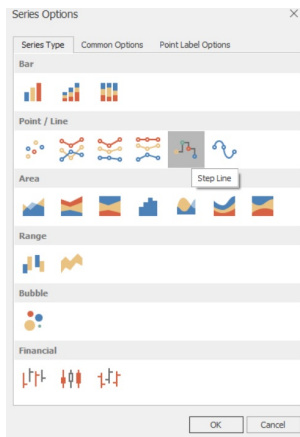 Series Options
Series Type Common Options Point Label Options
Bar
Point / Line
Step Line
Area
Range
Bubble
Financial
OK Cancel